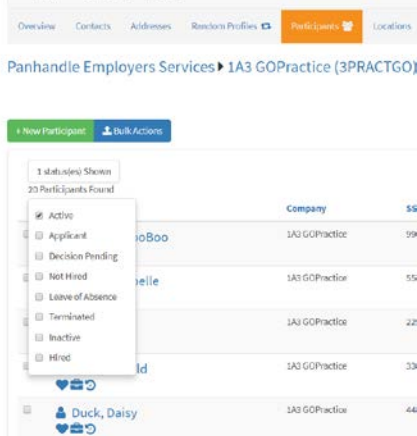 Overview Contacts Addresses Random Profiles Participants Locations
Panhandle Employers Services 1A3 GOPractice (3PRACTGO)
+ New Participant Bulk Actions
1 status(es) Shown
20 Participants Found
Company SS
Active
Applicant ooBoo 1A3 GOPractice 99
Decision Pending
Not Hired elle 1A3 GOPractice 55
Leave of Absence
Terminated 1A3 GOPractice 22
Inactive
Hired ld 1A3 GOPractice 33
Duck, Daisy 1A3 GOPractice 44